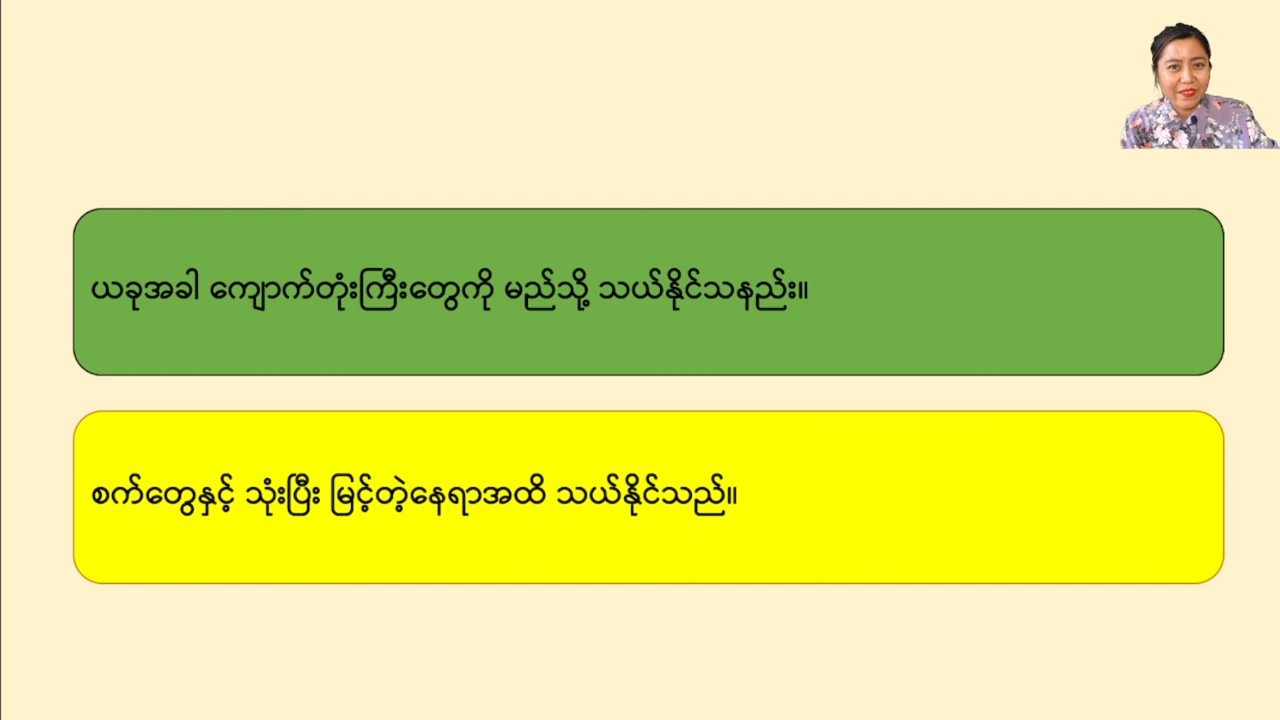 ယခုအခါ ကျောက်တုံးကြီးတွေကို မည်သို့ သယ်နိုင်သနည်း။
စက်တွေနှင့် သုံးပြီး မြင့်တဲ့နေရာအထိ သယ်နိုင်သည်။